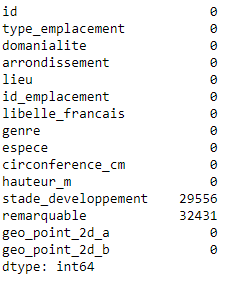 id 0
type_emplacement 0
domanialite 0
arrondissement 0
lieu 0
id_emplacement 0
libelle_francais 0
genre 0
espece 0
circonference_cm 0
hauteur_m 0
stade_developpement 29556
remarquable 32431
geo_point_2d_a 0
geo_point_2d_b 0
dtype: int64